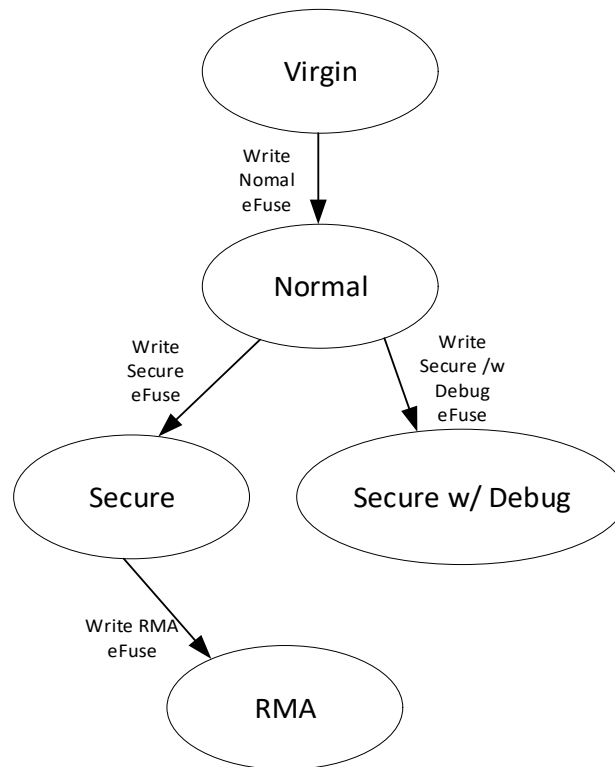 Virgin
Write
Nomal
eFuse
Normal
Write
Secure
eFuse
Write
Secure /w
Debug
eFuse
Secure
Secure w/ Debug
Write RMA
eFuse
RMA